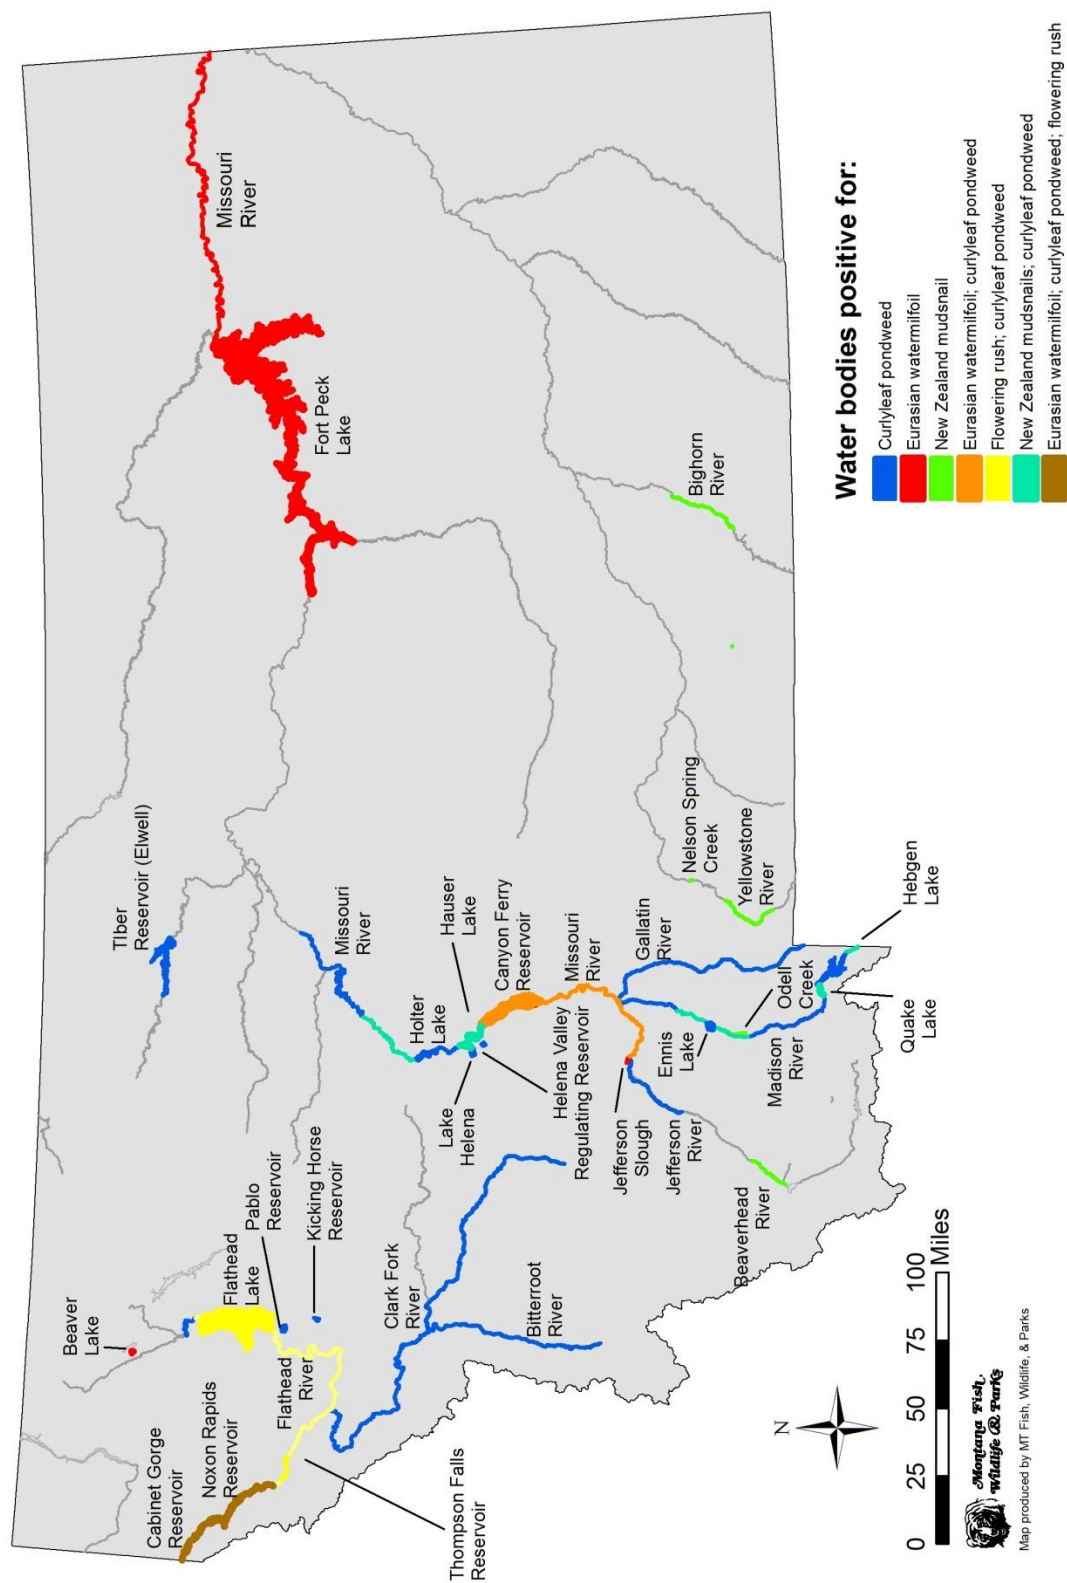 Beaver
Lake
Cabinet Gorge
Reservoir
Noxon Rapids
Reservoir
Flathead
Lake
Pablo
Reservoir
Kicking Horse
Reservoir
Flathead
River
Thompson Falls
Reservoir
Clark Fork
River
Bitterroot
River
TIber
Reservoir (Elwell)
Missouri
River
Holter
Lake
Hauser
Lake
Lake
Helena
Canyon Ferry
Reservoir
Helena Valley
Regulating Reservoir
Missouri
River
Jefferson
Slough
Jefferson
River
Beaverhead
River
Ennis
Lake
Madison
River
Gallatin
River
Odell
Creek
Quake
Lake
Hebgen
Lake
Nelson Spring
Creek
Yellowstone
River
Bighorn
River
Fort Peck
Lake
Missouri
River
N
0 25 50 75 100
Miles
Montana Fish,
Wildlife & Parks
Map produced by MT Fish, Wildlife, & Parks
Water bodies positive for:
Curlyleaf pondweed
Eurasian watermilfoil
New Zealand mudsnail
Eurasian watermilfoil; curlyleaf pondweed
Flowering rush; curlyleaf pondweed
New Zealand mudsnails; curlyleaf pondweed
Eurasian watermilfoil; curlyleaf pondweed; flowering rush